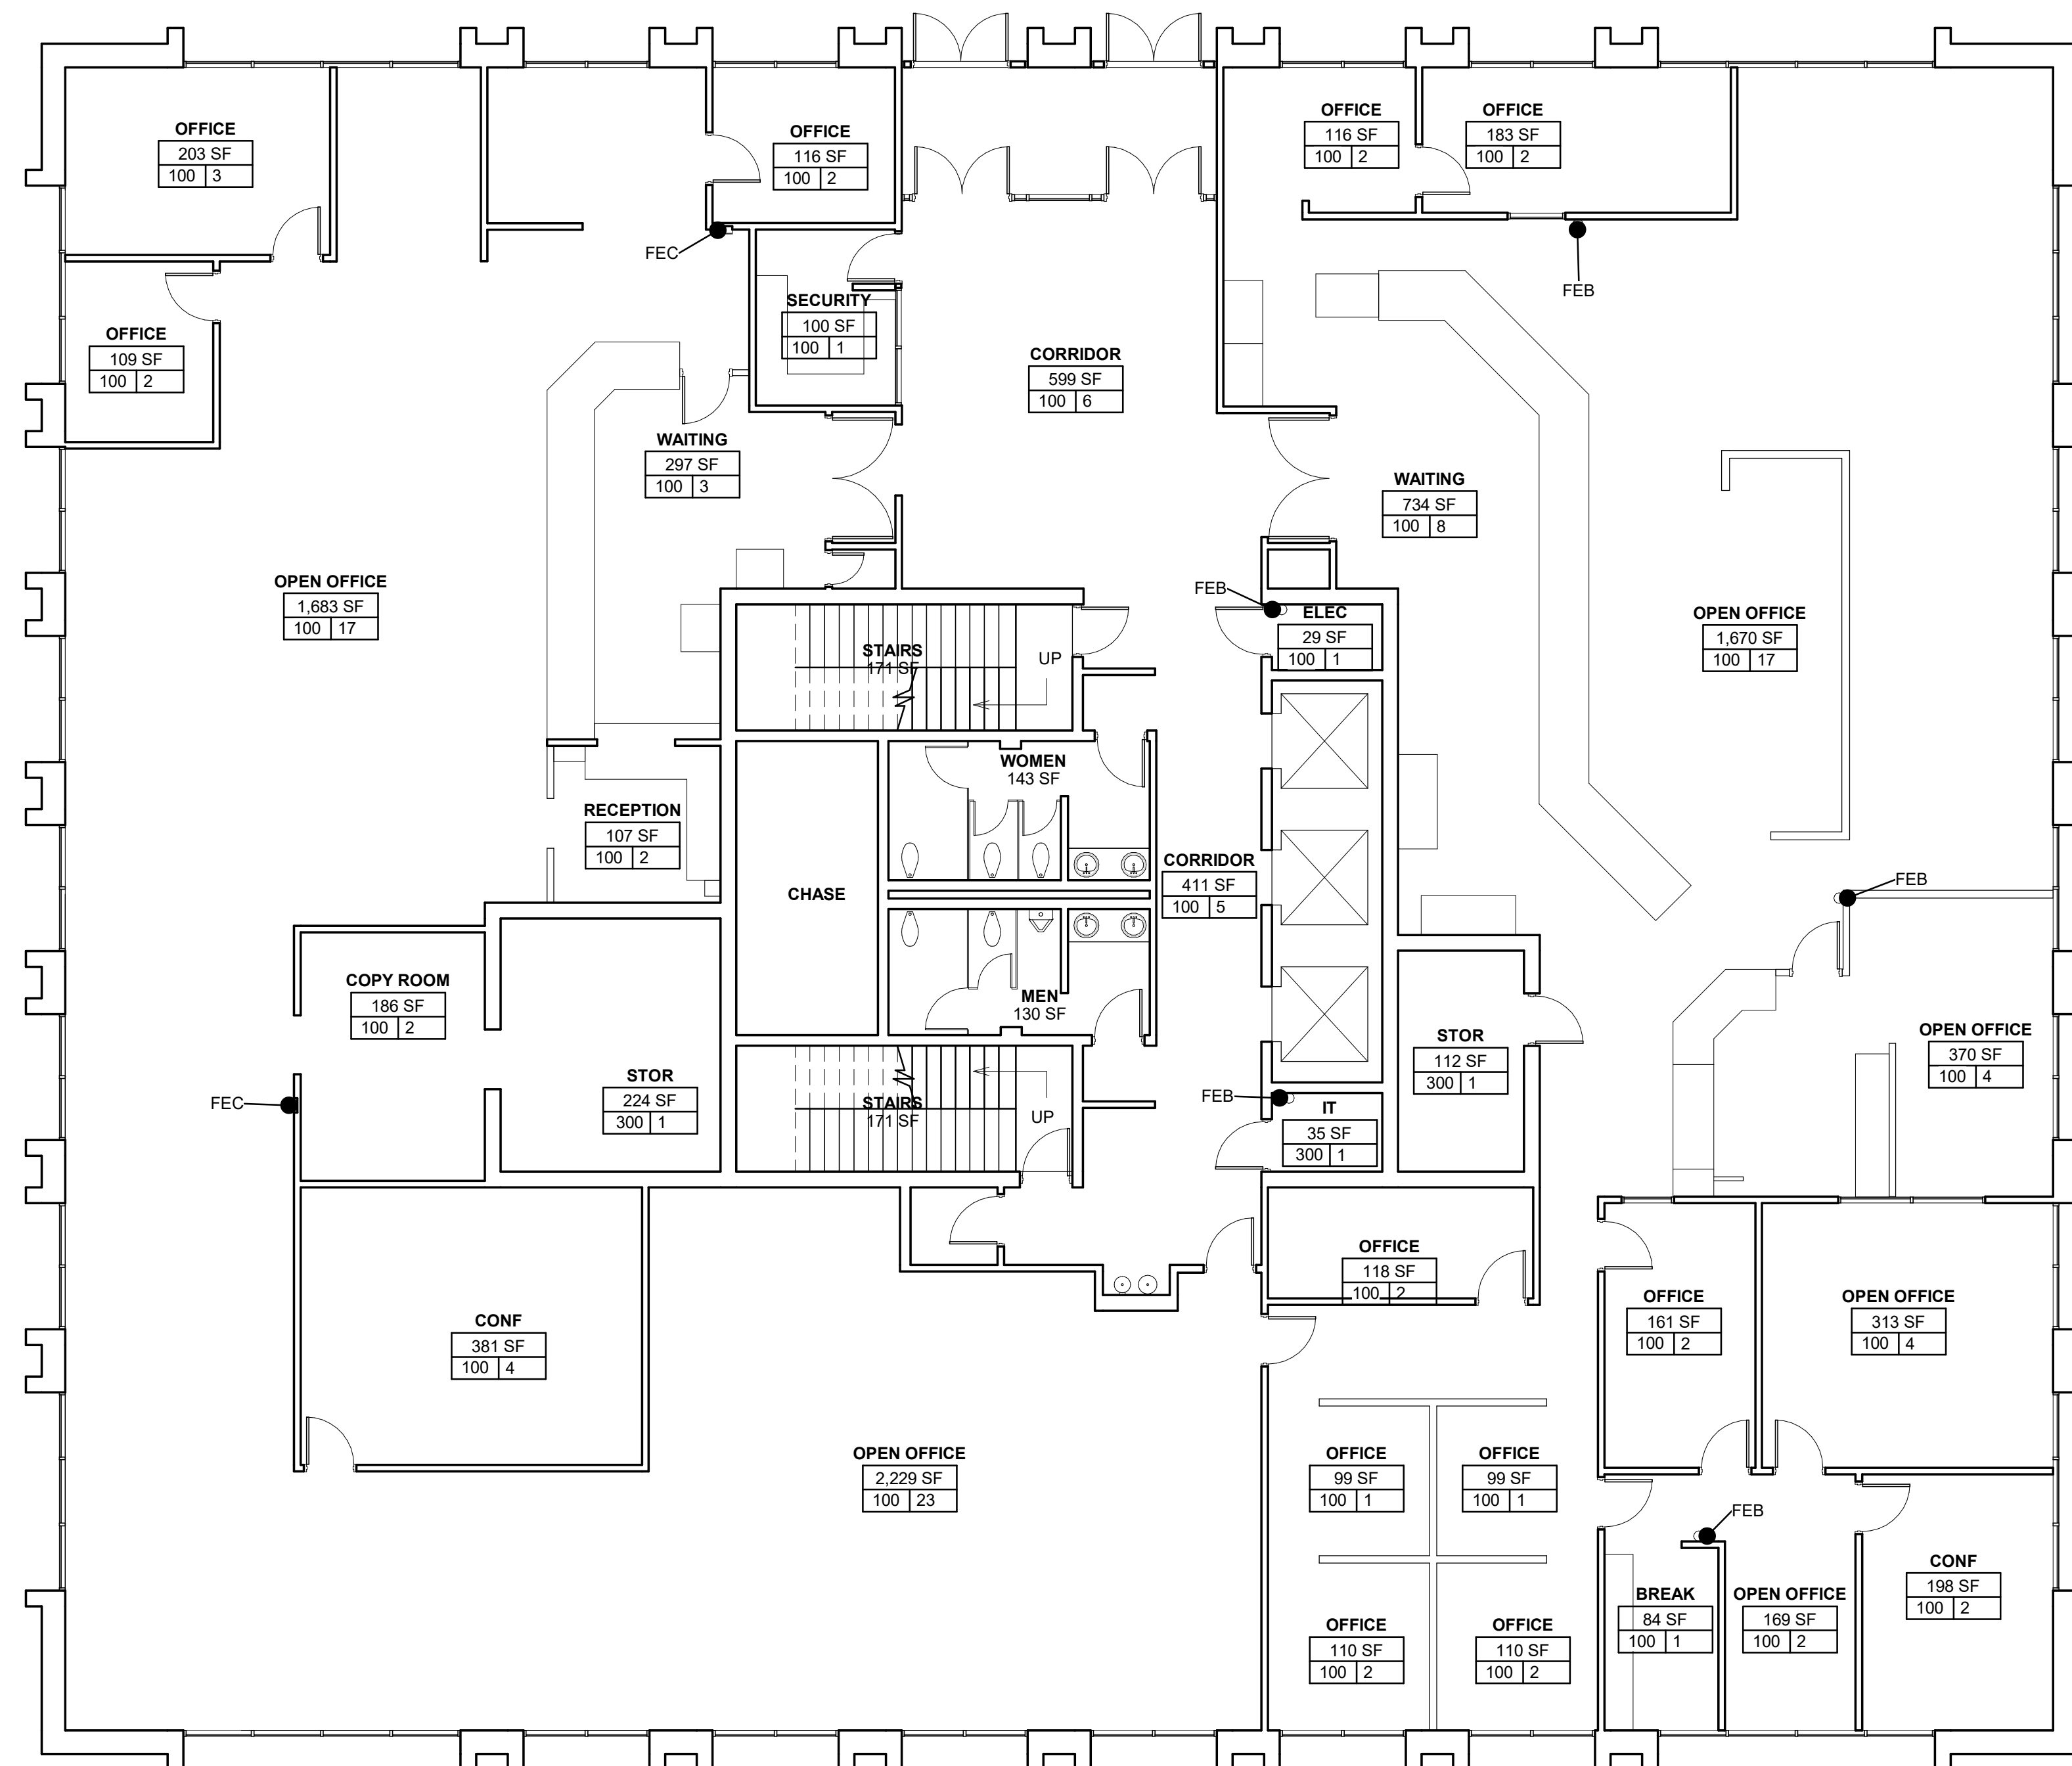 OFFICE
203 SF
100 3
OFFICE
116 SF
100 2
OFFICE
116 SF
100 2
OFFICE
183 SF
100 2
FEC
FEB
SECURITY
100 SF
100 1
OFFICE
109 SF
100 2
CORRIDOR
599 SF
100 6
WAITING
297 SF
100 3
WAITING
734 SF
100 8
OPEN OFFICE
1,683 SF
100 17
FEB
ELEC
29 SF
100 1
OPEN OFFICE
1,670 SF
100 17
STAIRS
171 SF
UP
WOMEN
143 SF
RECEPTION
107 SF
100 2
CHASE
CORRIDOR
411 SF
100 5
FEB
COPY ROOM
186 SF
100 2
MEN
130 SF
STOR
112 SF
300 1
OPEN OFFICE
370 SF
100 4
STOR
224 SF
300 1
FEC
STAIRS
171 SF
UP
FEB
IT
35 SF
300 1
OFFICE
118 SF
100 2
OFFICE
161 SF
100 2
OPEN OFFICE
313 SF
100 4
CONF
381 SF
100 4
OPEN OFFICE
2,229 SF
100 23
OFFICE
99 SF
100 1
OFFICE
99 SF
100 1
FEB
CONF
198 SF
100 2
BREAK
84 SF
100 1
OPEN OFFICE
169 SF
100 2
OFFICE
110 SF
100 2
OFFICE
110 SF
100 2